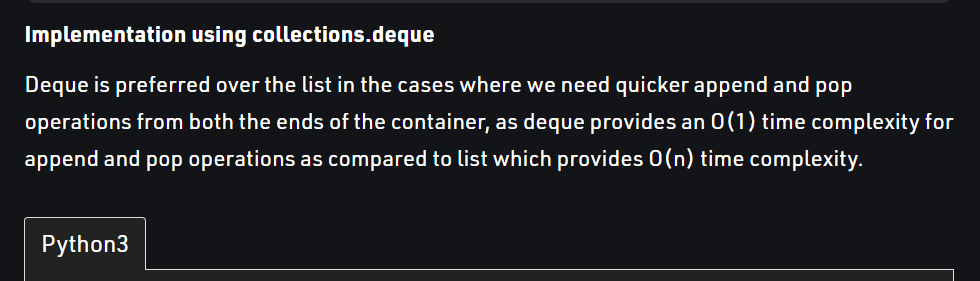 Implementation using collections.deque
Deque is preferred over the list in the cases where we need quicker append and pop
operations from both the ends of the container, as deque provides an O(1) time complexity for
append and pop operations as compared to list which provides O(n) time complexity.
Python3